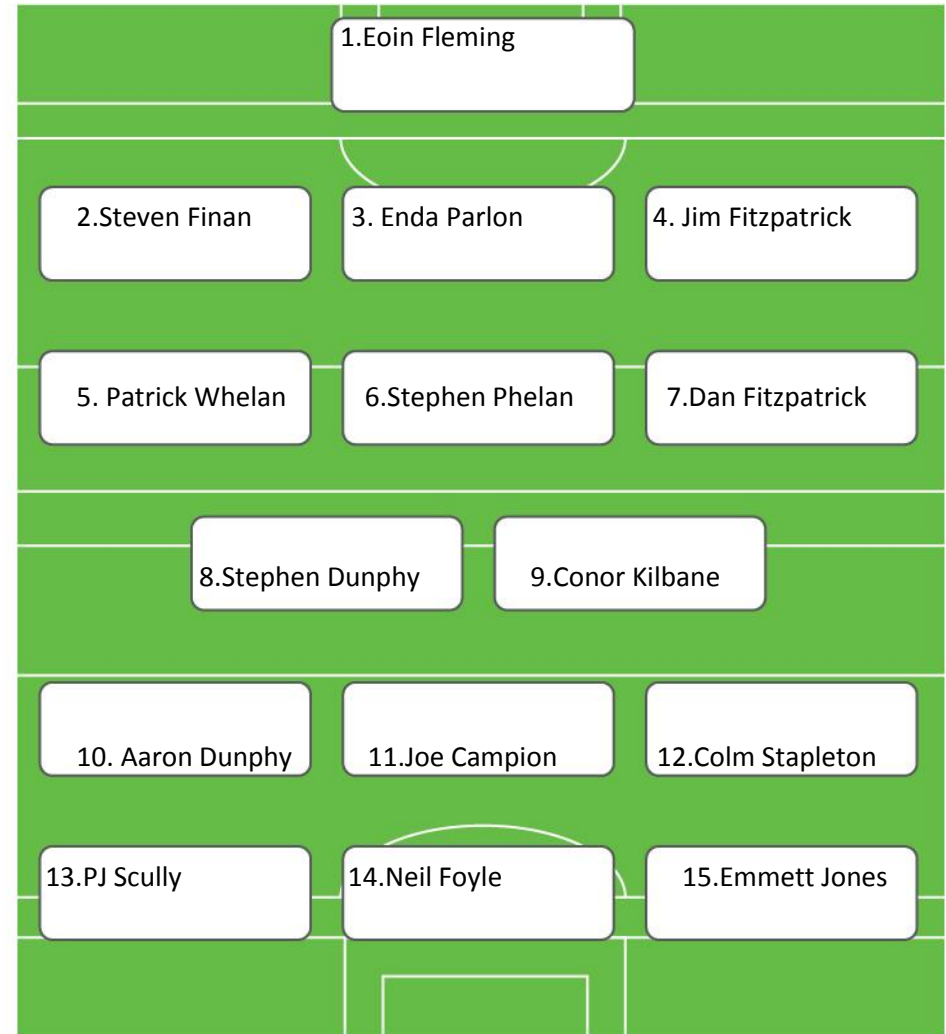 1.Eoin Fleming
2.Steven Finan
3. Enda Parlon
4. Jim Fitzpatrick
5. Patrick Whelan
6.Stephen Phelan
7.Dan Fitzpatrick
8.Stephen Dunphy
9.Conor Kilbane
10. Aaron Dunphy
11.Joe Campion
12.Colm Stapleton
13.PJ Scully
14.Neil Foyle
15.Emmett Jones